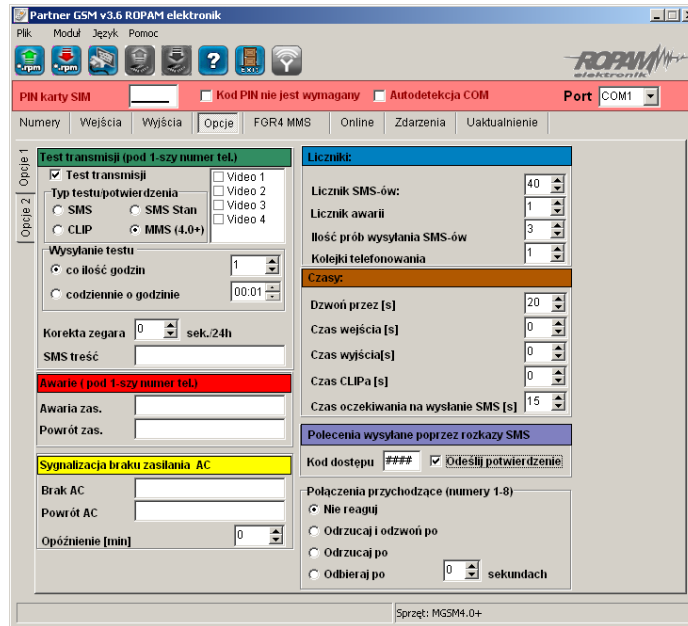 Partner GSM v3.6 ROPAM elektronik
Plik Moduł Język Pomoc
*.rpm *.rpm ? EXIT ROPAM
elektronik
PIN karty SIM Kod PIN nie jest wymagany Autodetekcja COM Port COM1
Numery Wejścia Wyjścia Opcje FGR4 MMS Online Zdarzenia Uaktualnienie
Opcje 1
Opcje 2
Test transmisji (pod 1-szy numer tel.)
Test transmisji
Typ testu/potwierdzenia
SMS SMS Stan
CLIP MMS (4.0+)
Video 1
Video 2
Video 3
Video 4
Wysyłanie testu
co ilość godzin 1
codziennie o godzinie 00:01
Korekta zegara 0 sek./24h
SMS treść
Awarie ( pod 1-szy numer tel.)
Awaria zas.
Powrót zas.
Sygnalizacja braku zasilania AC
Brak AC
Powrót AC
Opóźnienie [min] 0
Liczniki:
Licznik SMS-ów: 40
Licznik awarii 1
Ilość prób wysyłania SMS-ów 3
Kolejki telefonowania 1
Czasy:
Dzwoń przez [s] 20
Czas wejścia [s] 0
Czas wyjścia[s] 0
Czas CLIPa [s] 0
Czas oczekiwania na wysłanie SMS [s] 15
Polecenia wysyłane poprzez rozkazy SMS
Kod dostępu #### Odeślij potwierdzenie
Połączenia przychodzące (numery 1-8)
Nie reaguj
Odrzucaj i odzwoń po
Odrzucaj po
Odbieraj po 0 sekundach
Sprzęt: MGSM4.0+